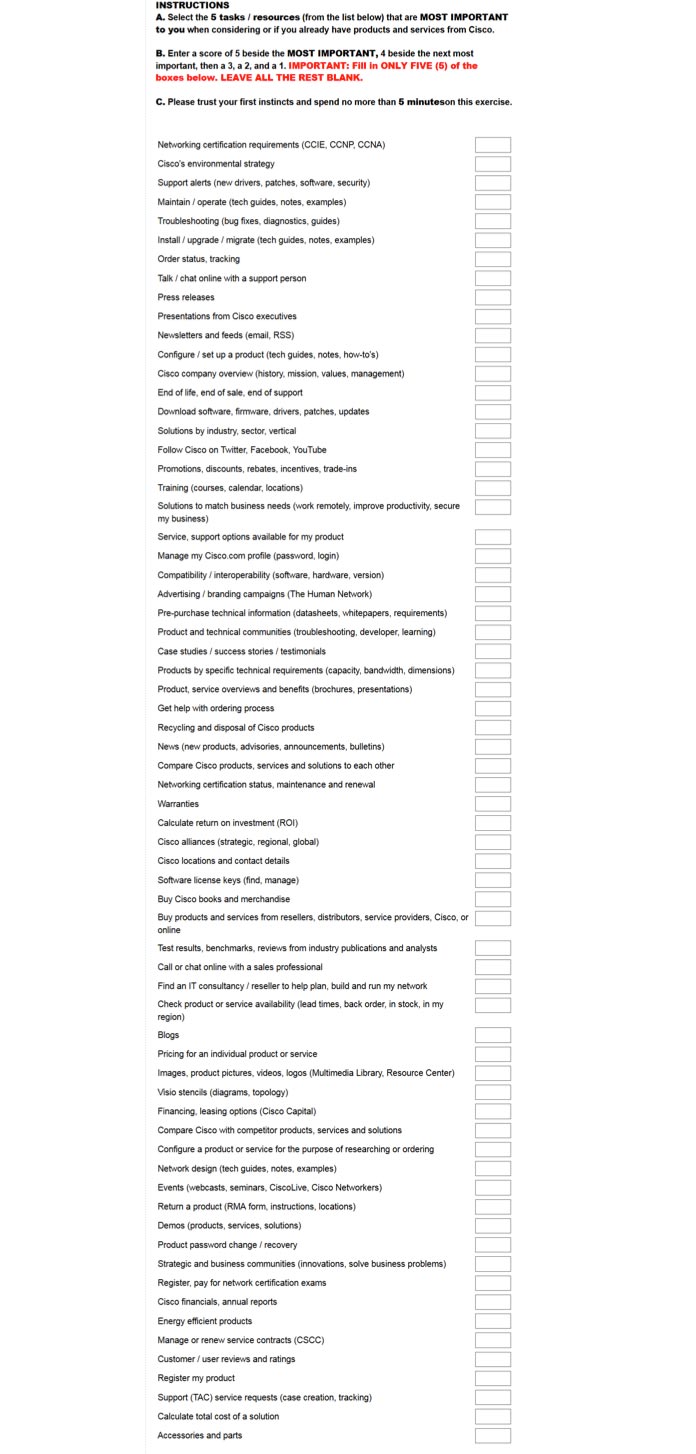 INSTRUCTIONS
A. Select the 5 tasks / resources (from the list below) that are MOST IMPORTANT
to you when considering or if you already have products and services from Cisco.
B. Enter a score of 5 beside the MOST IMPORTANT, 4 beside the next most
important, then a 3, a 2, and a 1. IMPORTANT: Fill in ONLY FIVE (5) of the
boxes below. LEAVE ALL THE REST BLANK.
C. Please trust your first instincts and spend no more than 5 minuteson this exercise.
Networking certification requirements (CCIE, CCNP, CCNA)
Cisco's environmental strategy
Support alerts (new drivers, patches, software, security)
Maintain / operate (tech guides, notes, examples)
Troubleshooting (bug fixes, diagnostics, guides)
Install / upgrade / migrate (tech guides, notes, examples)
Order status, tracking
Talk / chat online with a support person
Press releases
Presentations from Cisco executives
Newsletters and feeds (email, RSS)
Configure / set up a product (tech guides, notes, how-to's)
Cisco company overview (history, mission, values, management)
End of life, end of sale, end of support
Download software, firmware, drivers, patches, updates
Solutions by industry, sector, vertical
Follow Cisco on Twitter, Facebook, YouTube
Promotions, discounts, rebates, incentives, trade-ins
Training (courses, calendar, locations)
Solutions to match business needs (work remotely, improve productivity, secure
my business)
Service, support options available for my product
Manage my Cisco.com profile (password, login)
Compatibility / interoperability (software, hardware, version)
Advertising / branding campaigns (The Human Network)
Pre-purchase technical information (datasheets, whitepapers, requirements)
Product and technical communities (troubleshooting, developer, learning)
Case studies / success stories / testimonials
Products by specific technical requirements (capacity, bandwidth, dimensions)
Product, service overviews and benefits (brochures, presentations)
Get help with ordering process
Recycling and disposal of Cisco products
News (new products, advisories, announcements, bulletins)
Compare Cisco products, services and solutions to each other
Networking certification status, maintenance and renewal
Warranties
Calculate return on investment (ROI)
Cisco alliances (strategic, regional, global)
Cisco locations and contact details
Software license keys (find, manage)
Buy Cisco books and merchandise
Buy products and services from resellers, distributors, service providers, Cisco, or
online
Test results, benchmarks, reviews from industry publications and analysts
Call or chat online with a sales professional
Find an IT consultancy / reseller to help plan, build and run my network
Check product or service availability (lead times, back order, in stock, in my
region)
Blogs
Pricing for an individual product or service
Images, product pictures, videos, logos (Multimedia Library, Resource Center)
Visio stencils (diagrams, topology)
Financing, leasing options (Cisco Capital)
Compare Cisco with competitor products, services and solutions
Configure a product or service for the purpose of researching or ordering
Network design (tech guides, notes, examples)
Events (webcasts, seminars, CiscoLive, Cisco Networkers)
Return a product (RMA form, instructions, locations)
Demos (products, services, solutions)
Product password change / recovery
Strategic and business communities (innovations, solve business problems)
Register, pay for network certification exams
Cisco financials, annual reports
Energy efficient products
Manage or renew service contracts (CSCC)
Customer / user reviews and ratings
Register my product
Support (TAC) service requests (case creation, tracking)
Calculate total cost of a solution
Accessories and parts